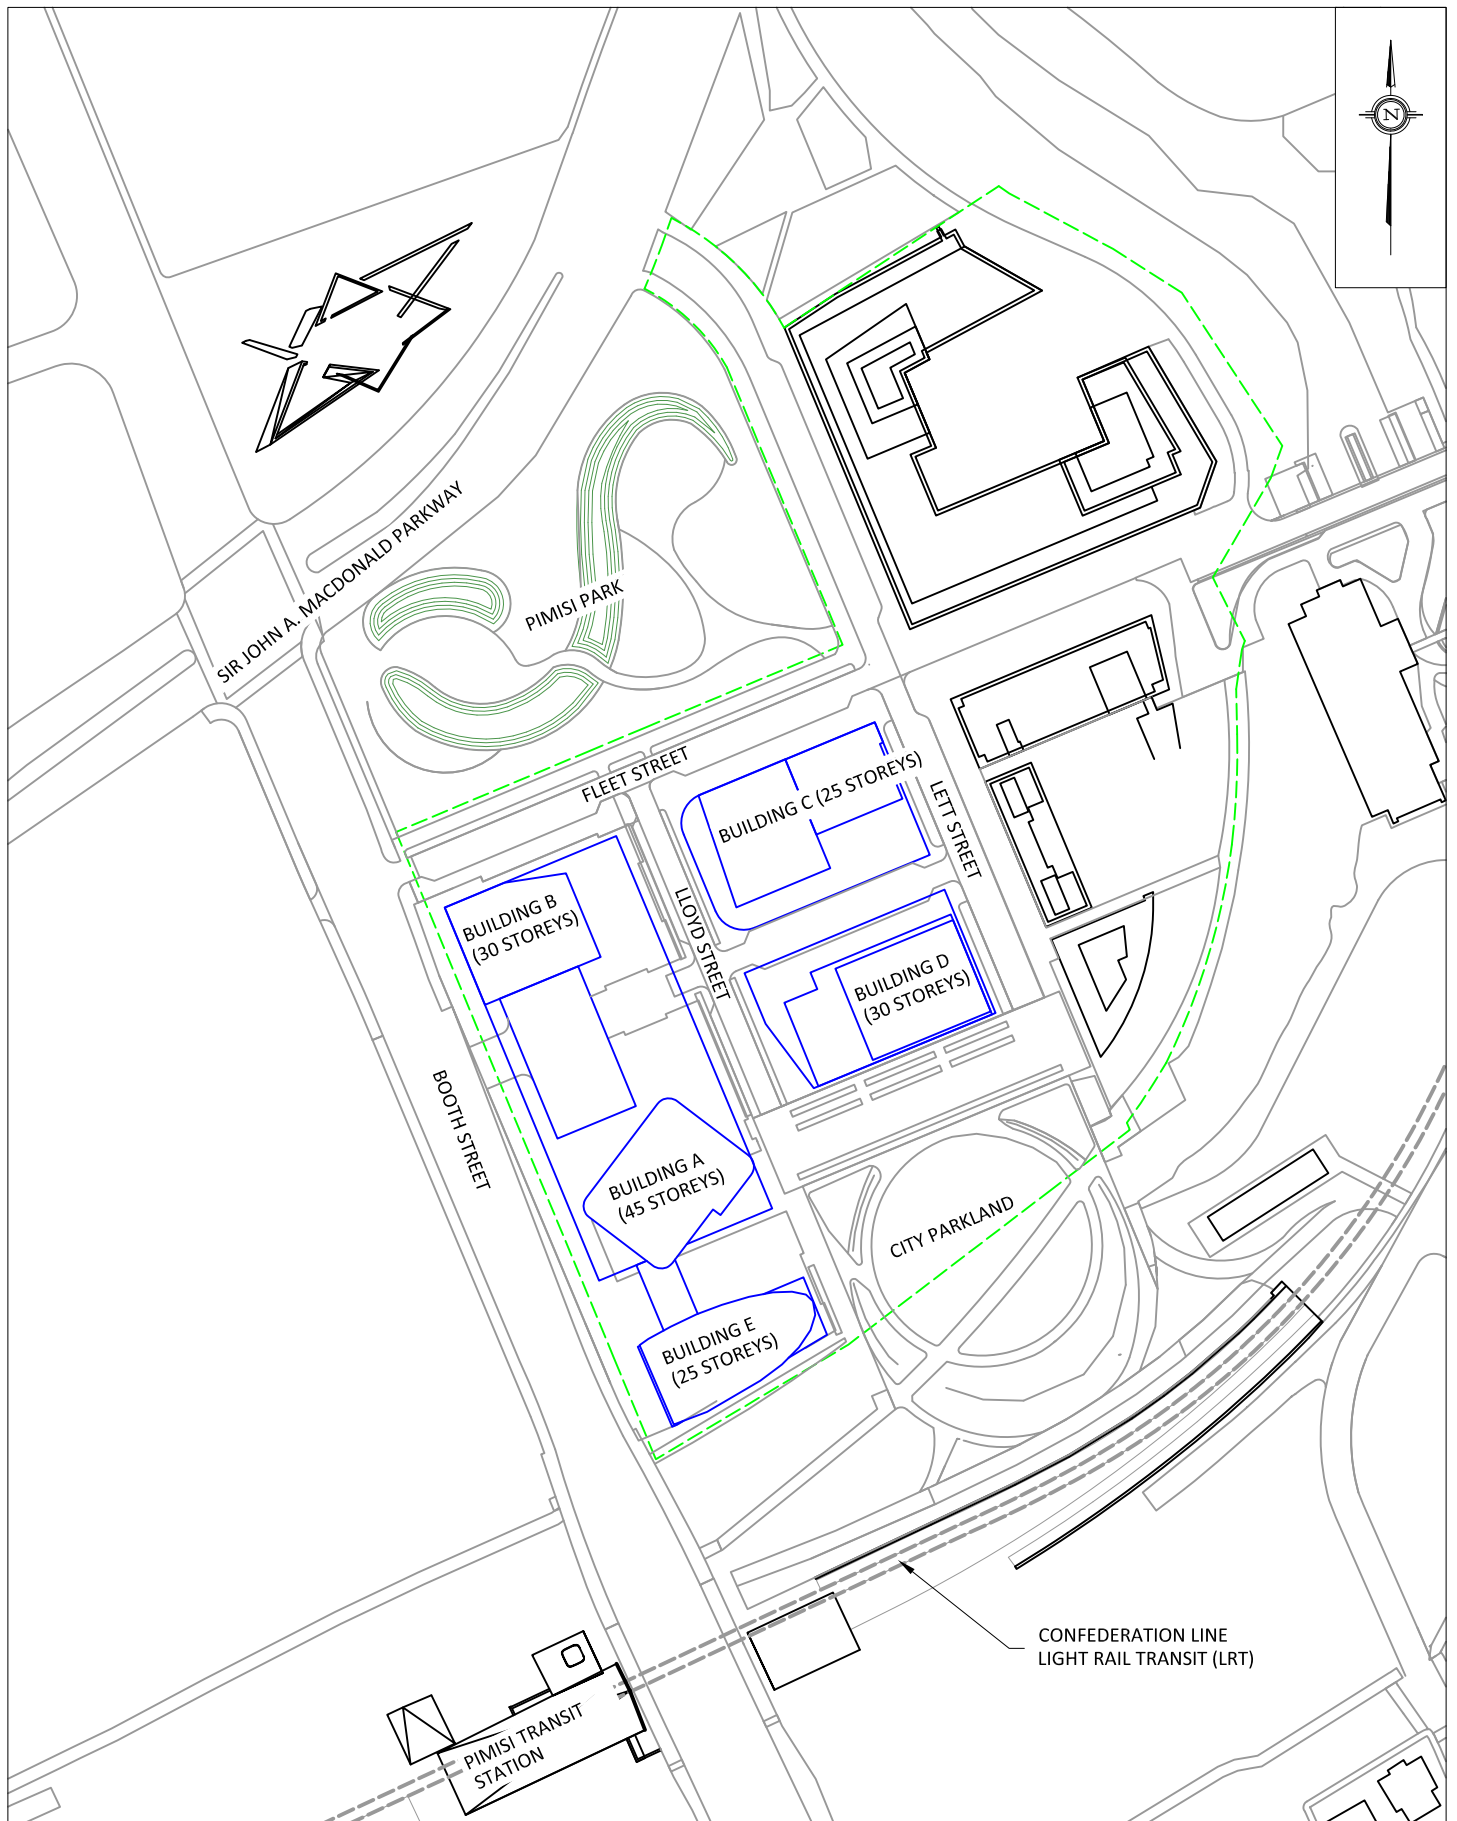 N
SIR JOHN A. MACDONALD PARKWAY
PIMISI PARK
FLEET STREET
BUILDING C (25 STOREYS)
LETT STREET
BUILDING B
(30 STOREYS)
LLOYD STREET
BUILDING D
(30 STOREYS)
BOOTH STREET
BUILDING A
(45 STOREYS)
CITY PARKLAND
BUILDING E
(25 STOREYS)
CONFEDERATION LINE
LIGHT RAIL TRANSIT (LRT)
PIMISI TRANSIT
STATION